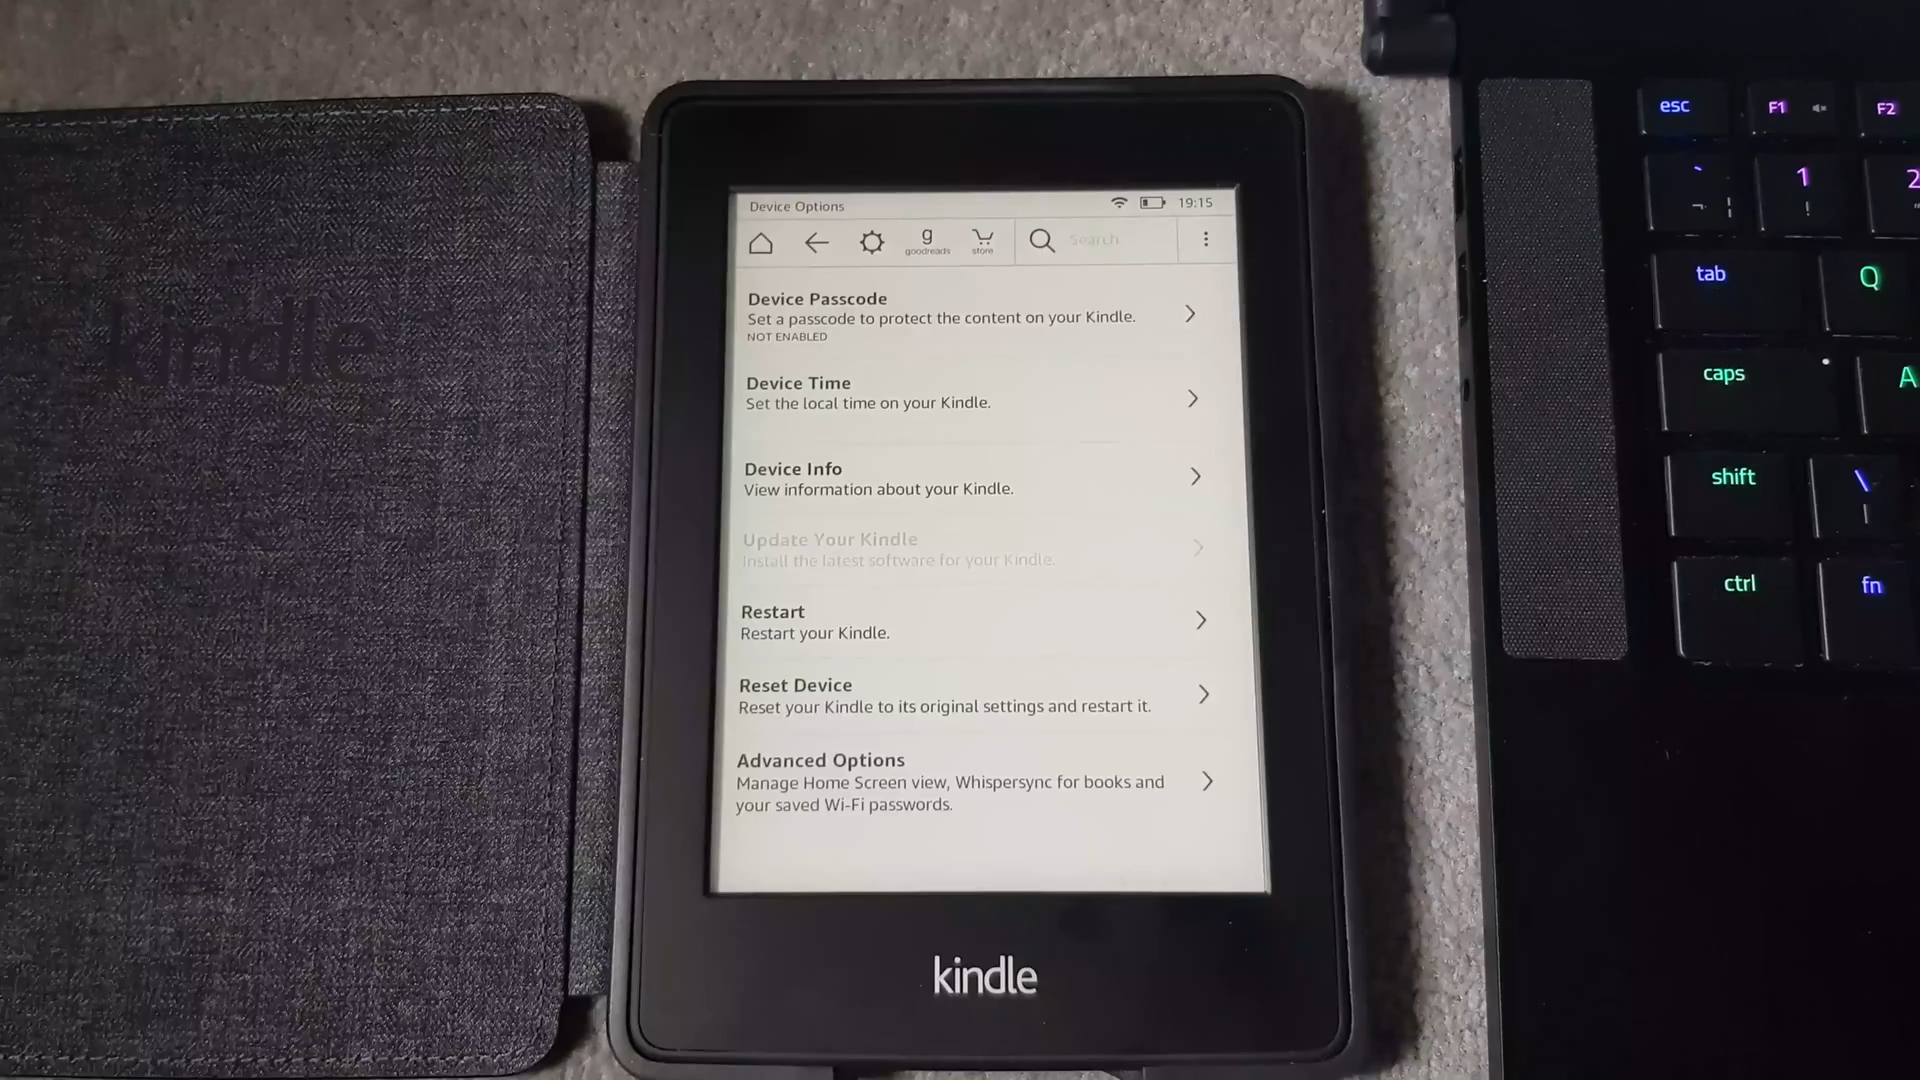 kindle
Device Options
19:15
goodreads
store
Search
Device Passcode
Set a passcode to protect the content on your Kindle.
NOT ENABLED
Device Time
Set the local time on your Kindle.
Device Info
View information about your Kindle.
Update Your Kindle
Install the latest software for your Kindle.
Restart
Restart your Kindle.
Reset Device
Reset your Kindle to its original settings and restart it.
Advanced Options
Manage Home Screen view, Whispersync for books and
your saved Wi-Fi passwords.
kindle
esc F1 F2
` 1 2
¬ ¦ !
tab Q
caps A
shift \
|
ctrl fn